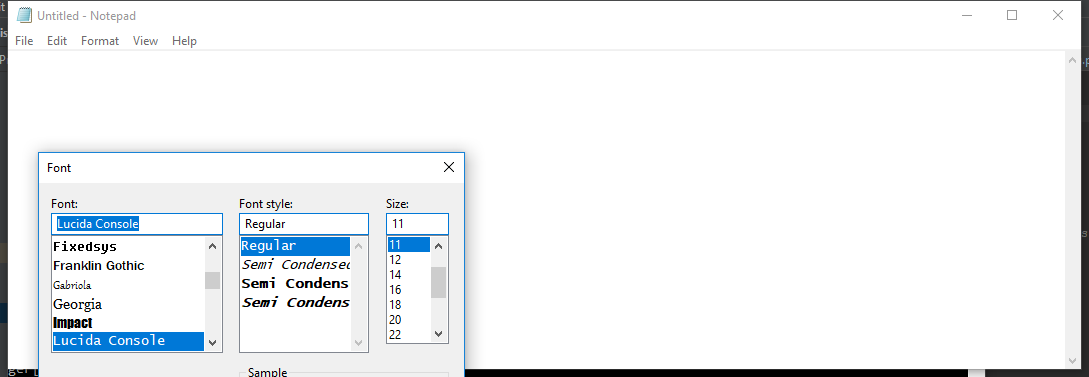 Untitled - Notepad
File Edit Format View Help
Font
Font: Font style: Size:
Lucida Console Regular 11
Fixedsys
Franklin Gothic
Gabriola
Georgia
Impact
Lucida Console
Regular
Semi Condensed
Semi Condens
Semi Condens
11
12
14
16
18
20
22
Sample